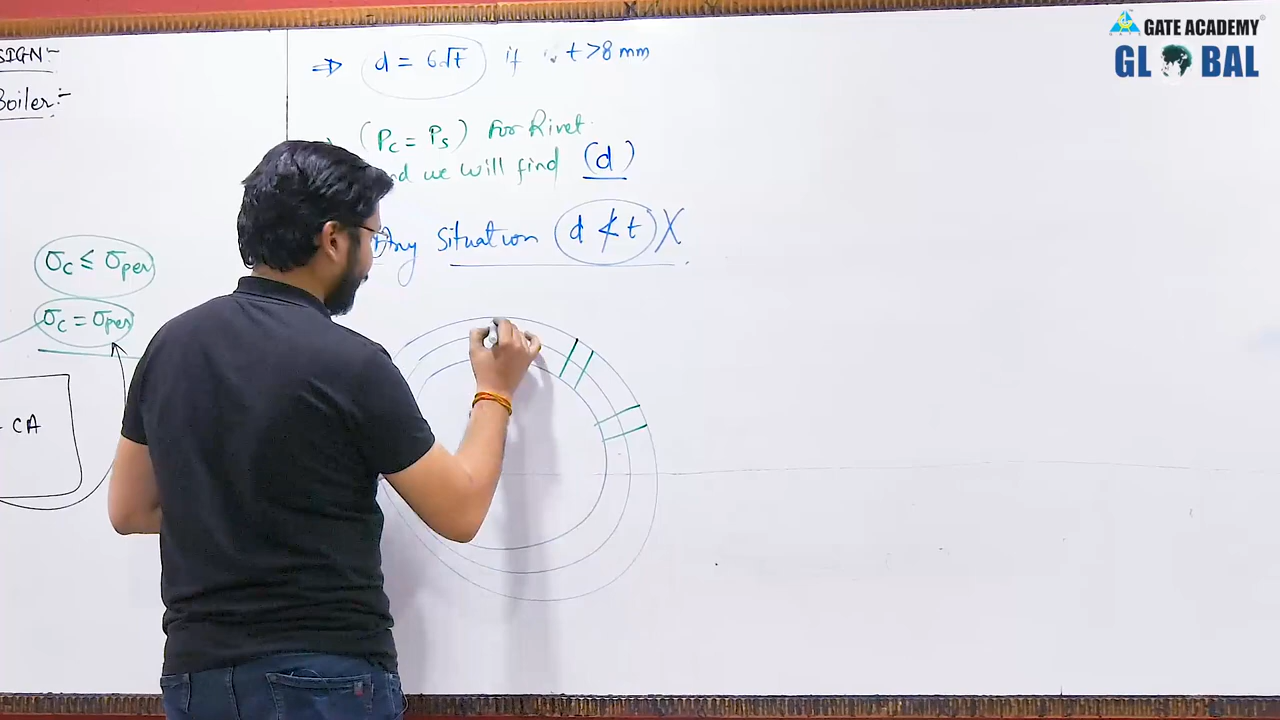 SIGN:-
Boiler:-
σc ≤ σper
σc = σper
- CA
⇒ d = 6√t if t > 8 mm
(Pc = Ps) For Rivet.
we will find (d)
Any Situation d ≮ t X
GATE ACADEMY
GLOBAL